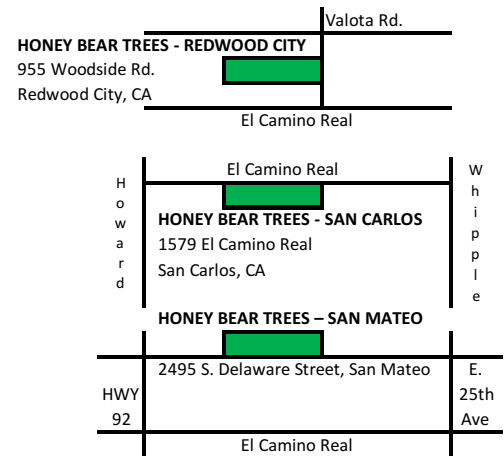 Valota Rd.
HONEY BEAR TREES - REDWOOD CITY
955 Woodside Rd.
Redwood City, CA
El Camino Real
El Camino Real
Howard
Whipple
HONEY BEAR TREES - SAN CARLOS
1579 El Camino Real
San Carlos, CA
HONEY BEAR TREES – SAN MATEO
2495 S. Delaware Street, San Mateo
HWY
92
E.
25th
Ave
El Camino Real